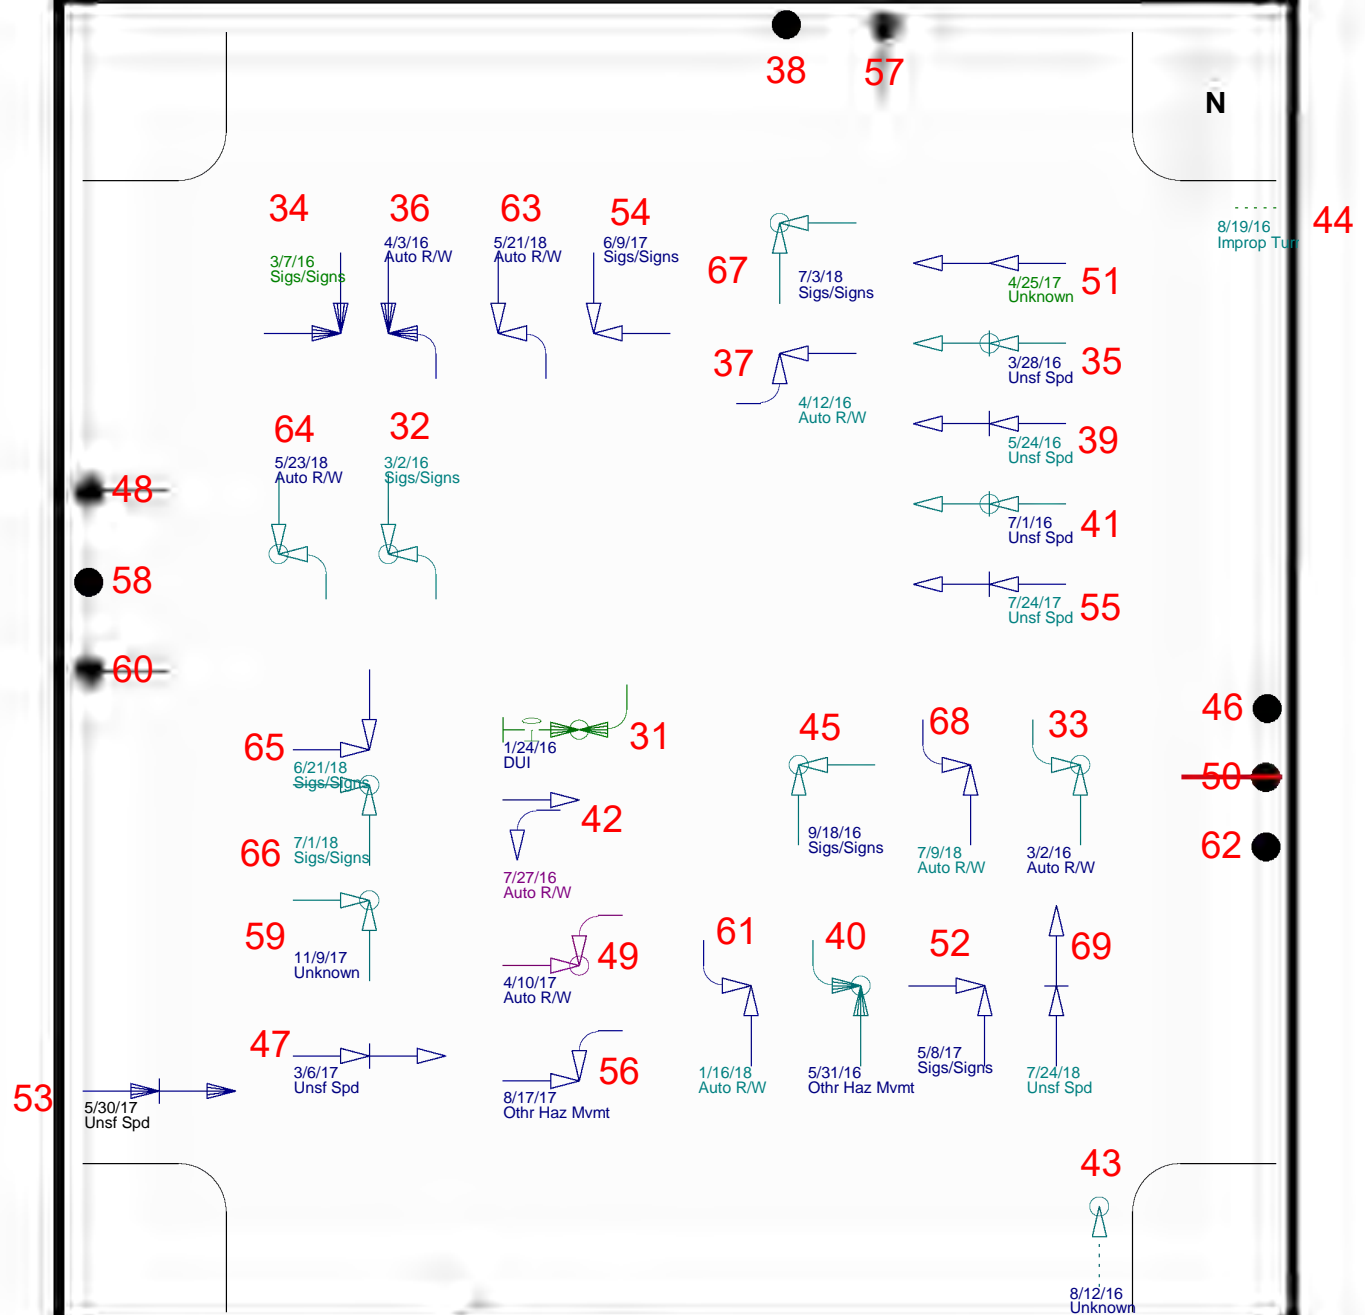 38
57
N
34
36
63
54
44
8/19/16
Improp Turn
3/7/16
Sigs/Signs
4/3/16
Auto R/W
5/21/18
Auto R/W
6/9/17
Sigs/Signs
67
7/3/18
Sigs/Signs
51
4/25/17
Unknown
37
4/12/16
Auto R/W
35
3/28/16
Unsf Spd
64
32
5/23/18
Auto R/W
3/2/16
Sigs/Signs
39
5/24/16
Unsf Spd
48
41
7/1/16
Unsf Spd
58
55
7/24/17
Unsf Spd
60
46
65
6/21/18
Sigs/Signs
31
1/24/16
DUI
45
9/18/16
Sigs/Signs
68
7/9/18
Auto R/W
33
3/2/16
Auto R/W
50
42
7/27/16
Auto R/W
62
66
7/1/18
Sigs/Signs
59
11/9/17
Unknown
49
4/10/17
Auto R/W
61
1/16/18
Auto R/W
40
5/31/16
Othr Haz Mvmt
52
5/8/17
Sigs/Signs
69
7/24/18
Unsf Spd
47
3/6/17
Unsf Spd
56
8/17/17
Othr Haz Mvmt
53
5/30/17
Unsf Spd
43
8/12/16
Unknown